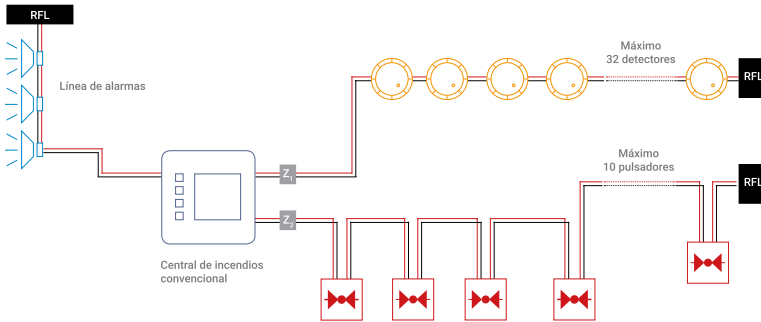 RFL
Línea de alarmas
Máximo
32 detectores
RFL
Z1
Máximo
10 pulsadores
RFL
Z2
Central de incendios
convencional